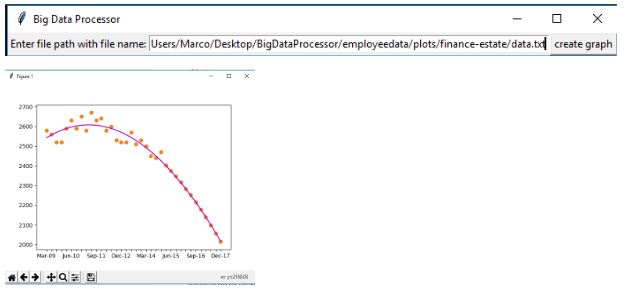 Big Data Processor
Enter file path with file name: Users/Marco/Desktop/BigDataProcessor/employeedata/plots/finance-estate/data.txt create graph
Figure 1
2700
2600
2500
2400
2300
2200
2100
2000
Mar-09 Jun-10 Sep-11 Dec-12 Mar-14 Jun-15 Sep-16 Dec-17